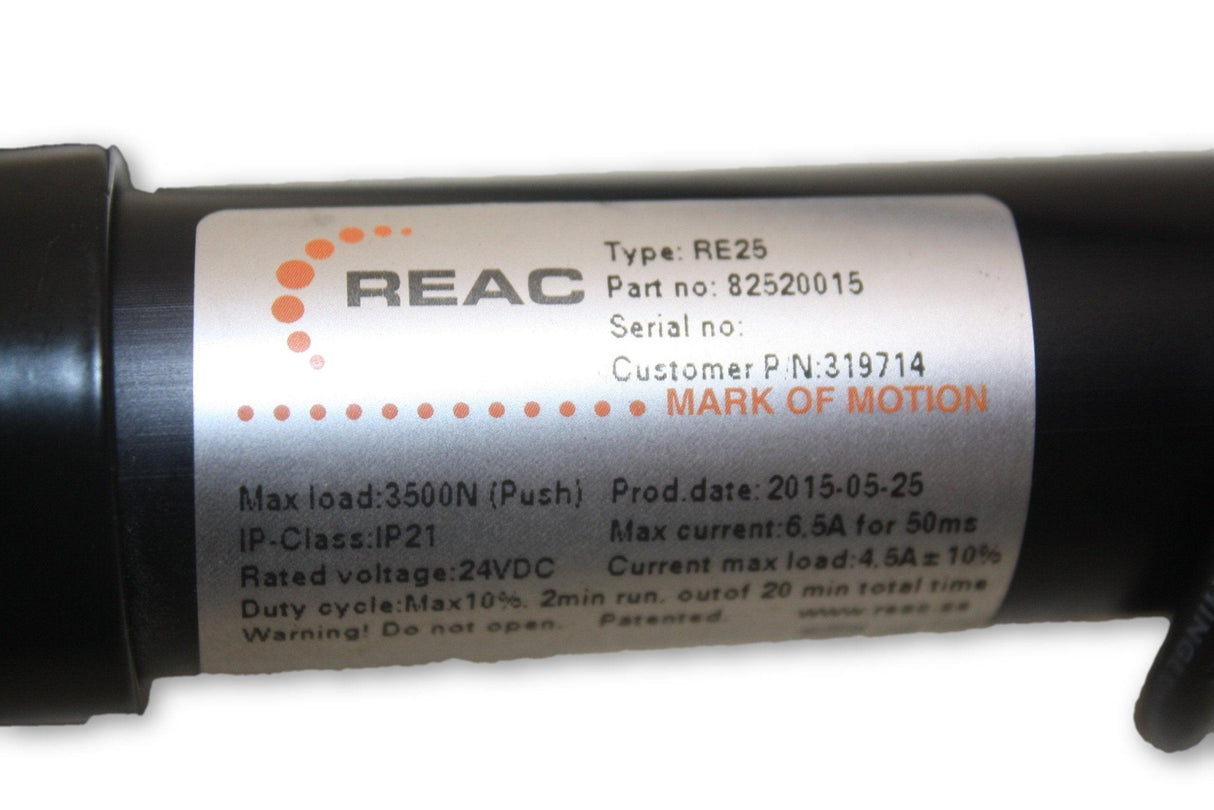 REAC
Type: RE25
Part no: 82520015
Serial no:
Customer P/N:319714
MARK OF MOTION
Max load:3500N (Push)
Prod.date: 2015-05-25
IP-Class:IP21
Max current:6.5A for 50ms
Rated voltage:24VDC
Current max load:4.5A±10%
Duty cycle:Max10%. 2min run. outof 20 min total time
Warning! Do not open. Patented. www.reac.se